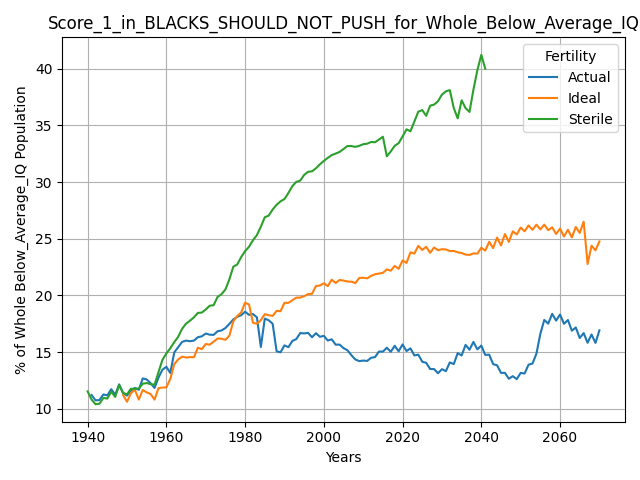 Score_1_in_BLACKS_SHOULD_NOT_PUSH_for_Whole_Below_Average_IQ
% of Whole Below_Average_IQ Population
40
35
30
25
20
15
10
Fertility
Actual
Ideal
Sterile
1940 1960 1980 2000 2020 2040 2060
Years